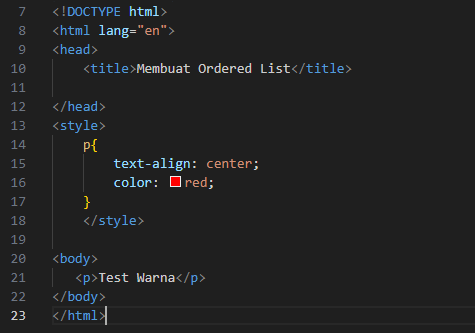 7 <!DOCTYPE html>
8 <html lang="en">
9 <head>
10     <title>Membuat Ordered List</title>
11
12 </head>
13 <style>
14     p{
15         text-align: center;
16         color: red;
17     }
18     </style>
19
20 <body>
21    <p>Test Warna</p>
22 </body>
23 </html>